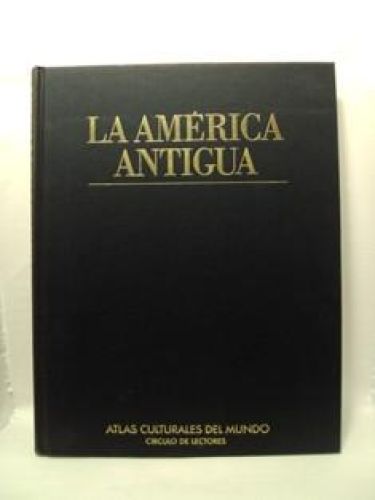 LA AMÉRICA
ANTIGUA
ATLAS CULTURALES DEL MUNDO
CIRCULO DE LECTORES